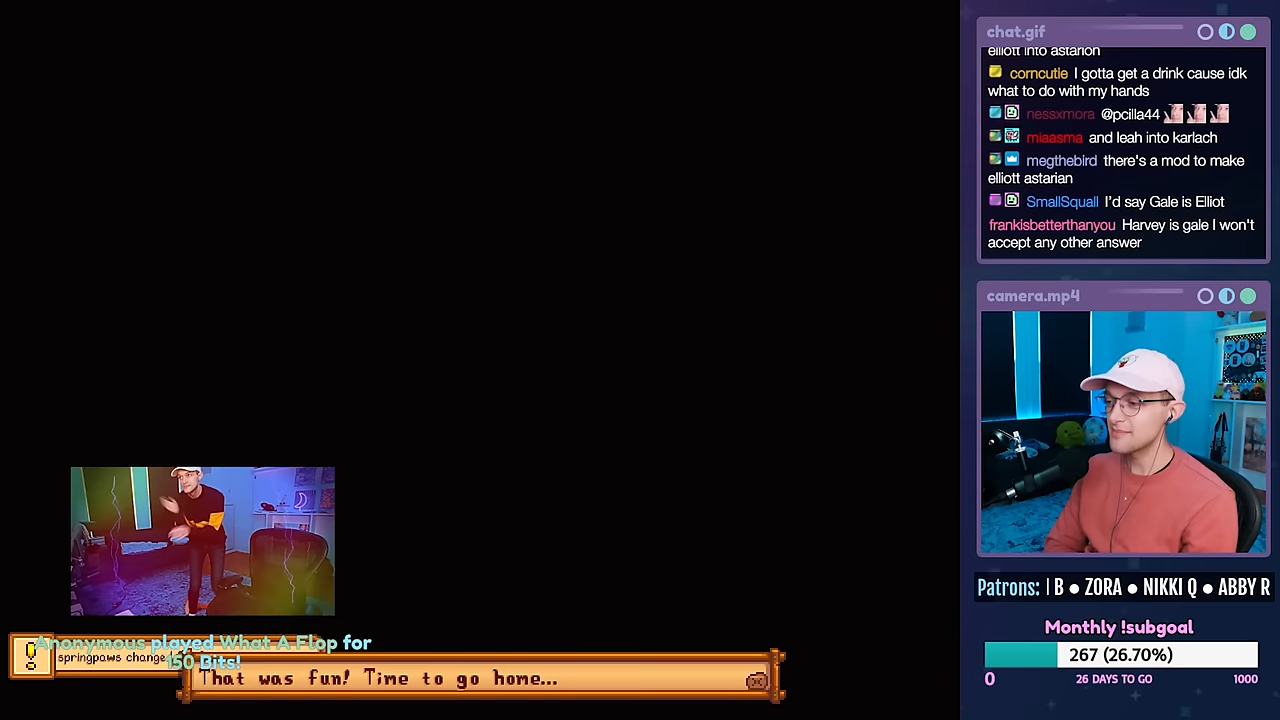 chat.gif
elliott into astarion
corncutie I gotta get a drink cause idk
what to do with my hands
nessxmora @pcilla44
miaasma and leah into karlach
megthebird there's a mod to make
elliott astarian
SmallSquall I'd say Gale is Elliot
frankisbetterthanyou Harvey is gale I won't
accept any other answer
camera.mp4
Patrons: I B ● ZORA ● NIKKI Q ● ABBY R
Monthly !subgoal
267 (26.70%)
0 26 DAYS TO GO 1000
Anonymous played What A Flop for
150 Bits!
springpaws change
That was fun! Time to go home...